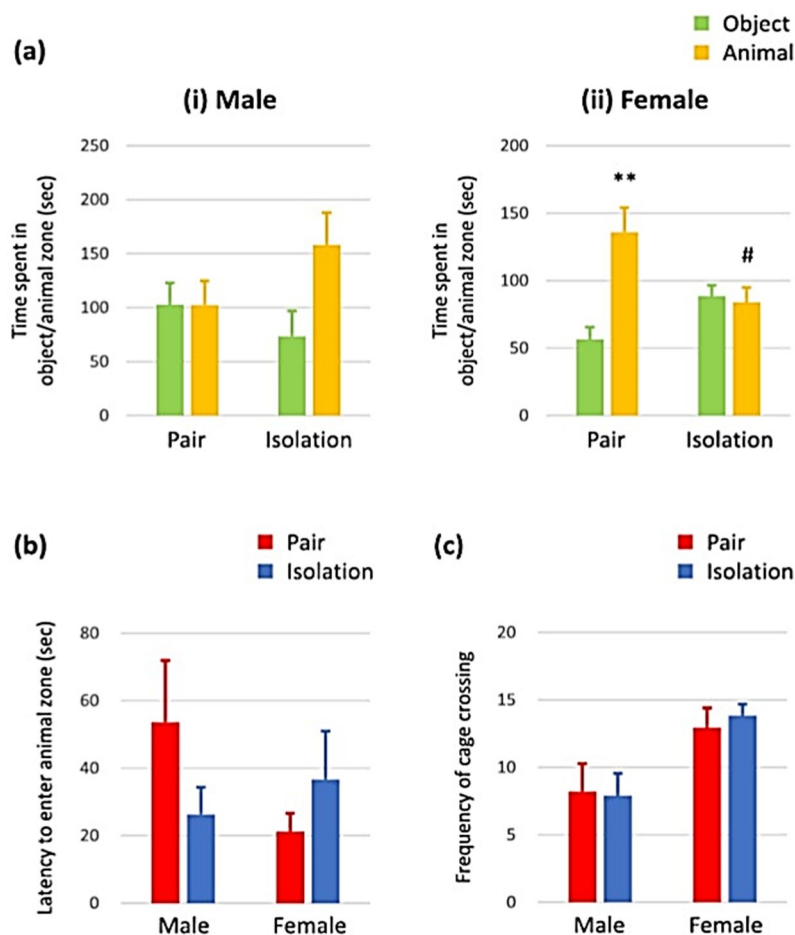 Object
Animal
(a)
(i) Male
(ii) Female
Time spent in
object/animal zone (sec)
250
200
150
100
50
0
Pair
Isolation
Time spent in
object/animal zone (sec)
200
150
100
50
0
**
#
Pair
Isolation
(b)
Pair
Isolation
Latency to enter animal zone (sec)
80
60
40
20
0
Male
Female
(c)
Pair
Isolation
Frequency of cage crossing
20
15
10
5
0
Male
Female